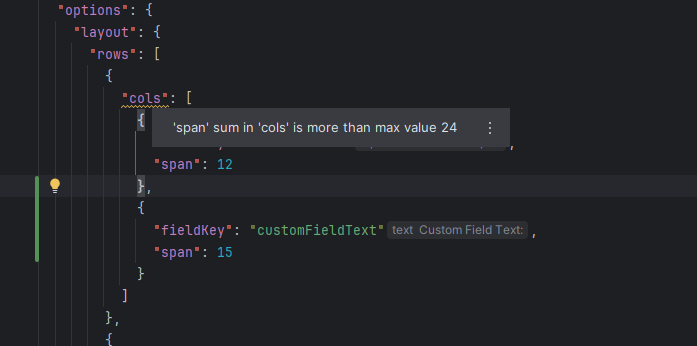 "options": {
"layout": {
"rows": [
{
"cols": [
{
'span' sum in 'cols' is more than max value 24
,
"span": 12
},
{
"fieldKey": "customFieldText" text Custom Field Text: ,
"span": 15
}
]
},
{